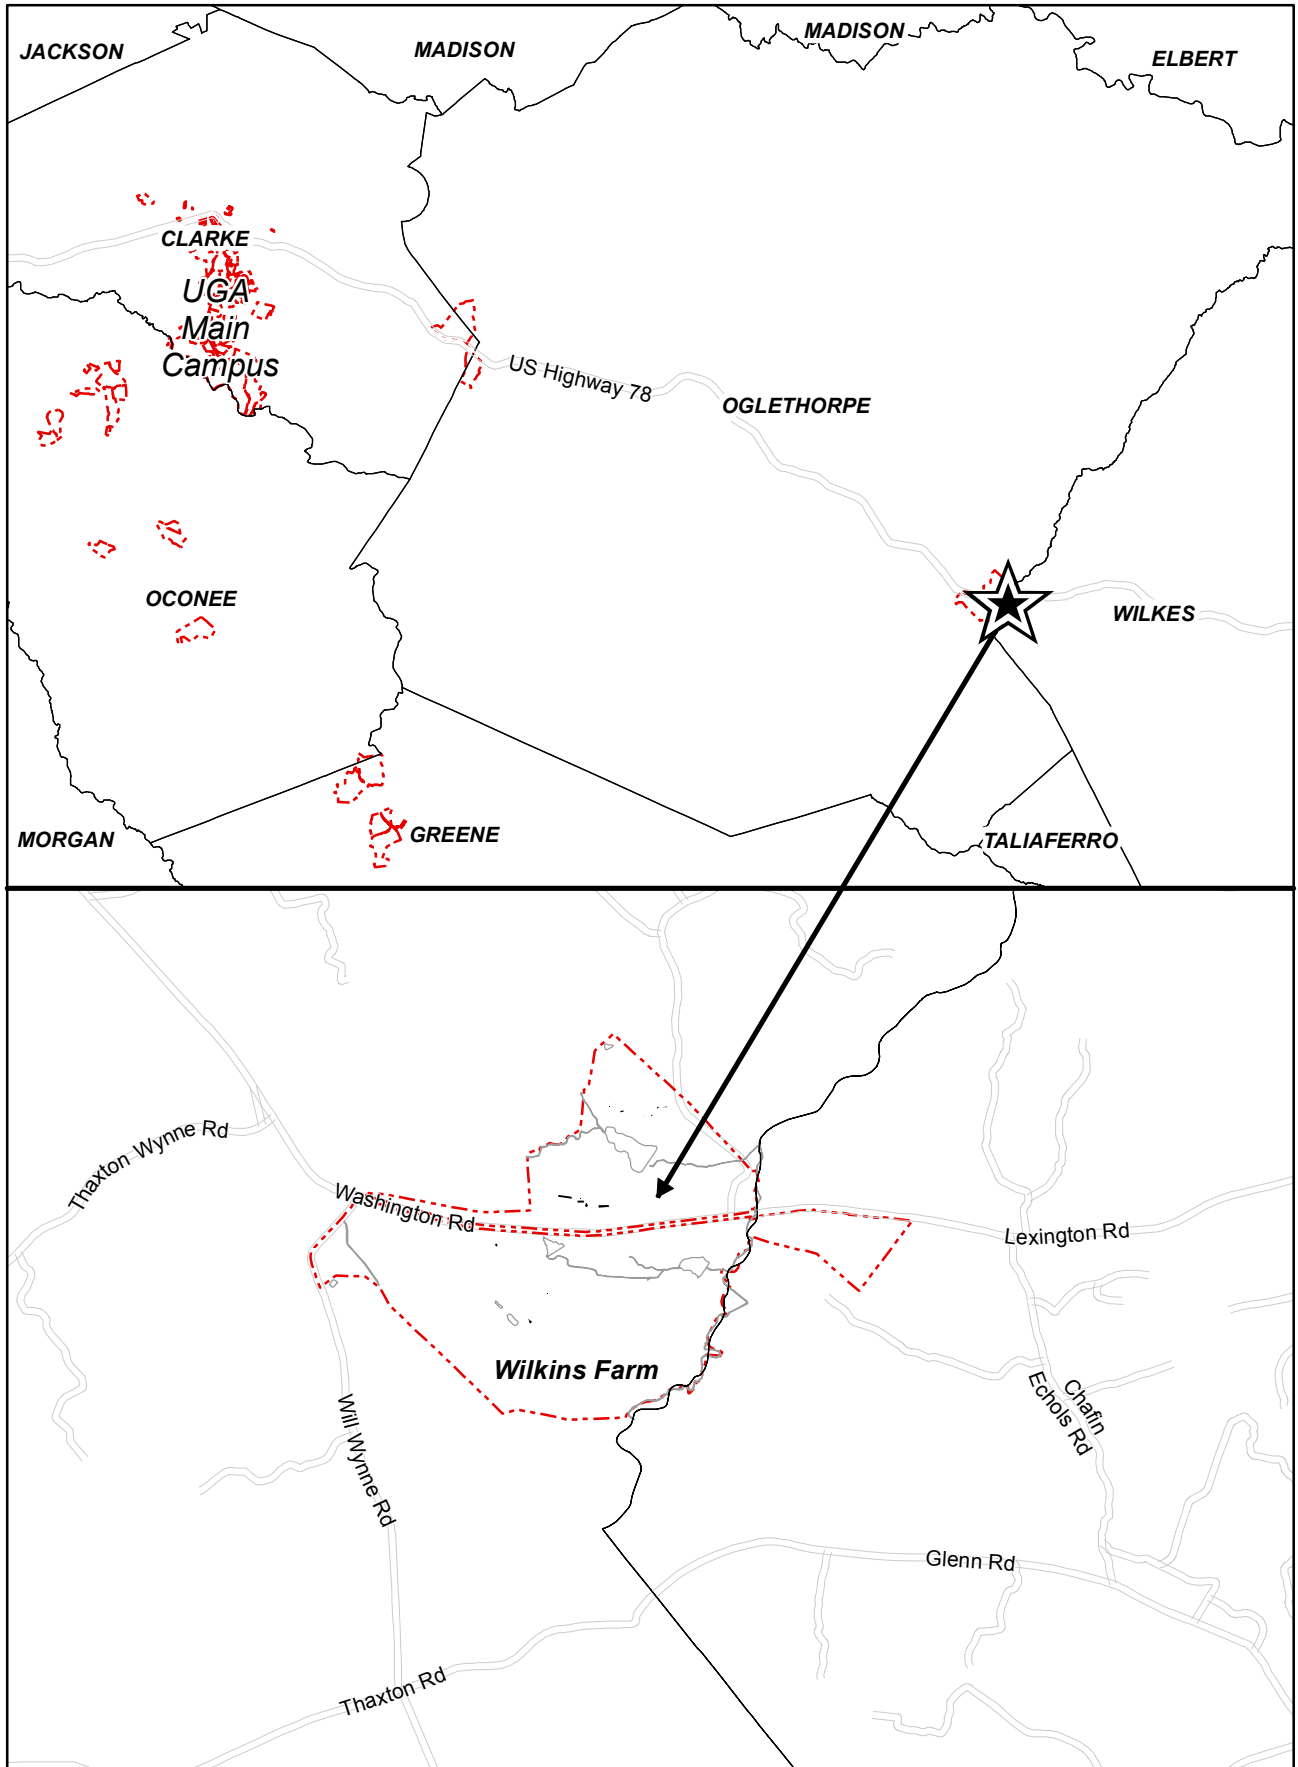 JACKSON
MADISON
MADISON
ELBERT
CLARKE
UGA
Main
Campus
US Highway 78
OGLETHORPE
OCONEE
WILKES
MORGAN
GREENE
TALIAFERRO
Thaxton Wynne Rd
Washington Rd
Lexington Rd
Wilkins Farm
Will Wynne Rd
Chafin
Echols Rd
Glenn Rd
Thaxton Rd